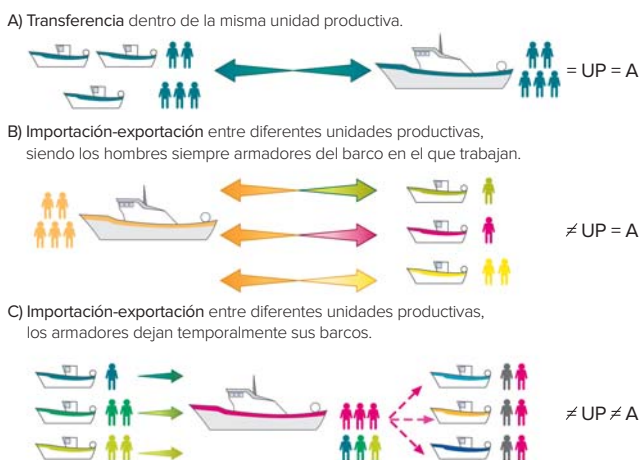 A) Transferencia dentro de la misma unidad productiva.
= UP = A
B) Importación-exportación entre diferentes unidades productivas,
siendo los hombres siempre armadores del barco en el que trabajan.
≠ UP = A
C) Importación-exportación entre diferentes unidades productivas,
los armadores dejan temporalmente sus barcos.
≠ UP ≠ A